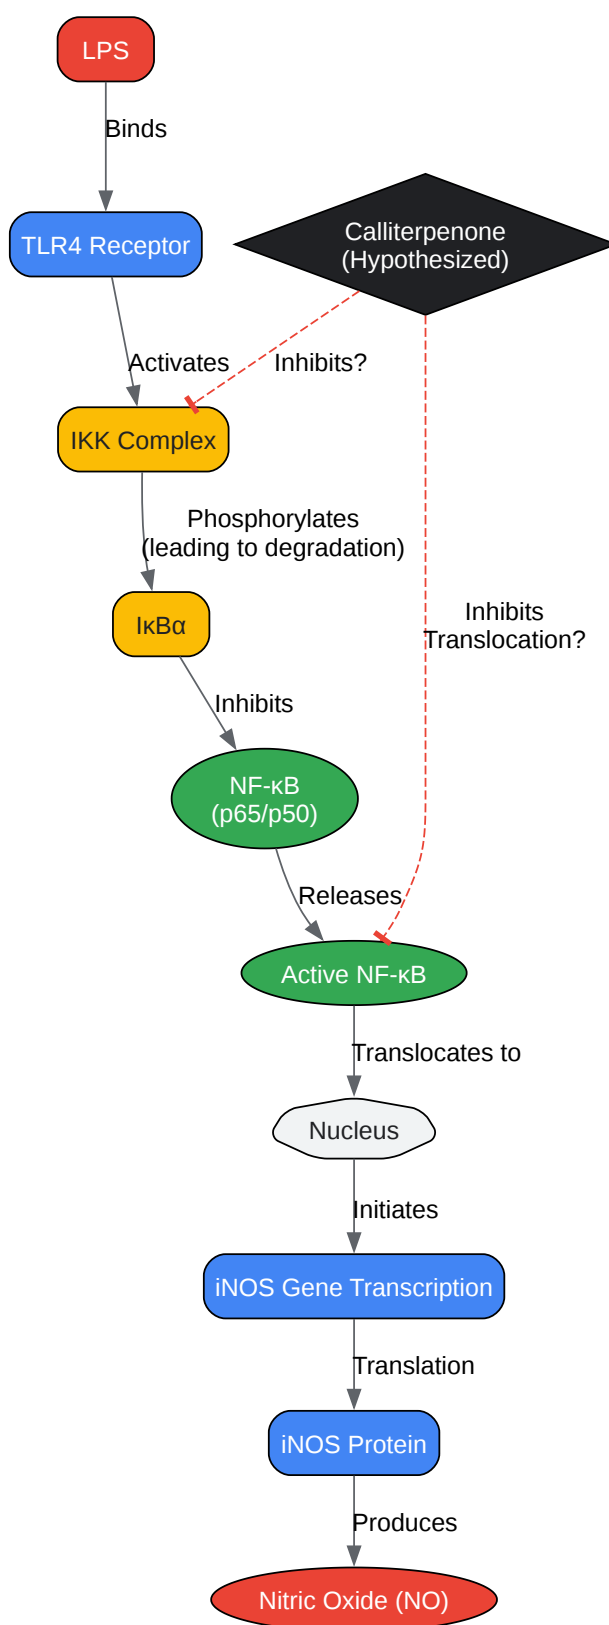 LPS
Binds
TLR4 Receptor
Calliterpenone
(Hypothesized)
Activates
Inhibits?
IKK Complex
Phosphorylates
(leading to degradation)
IκBα
Inhibits
Translocation?
Inhibits
NF-κB
(p65/p50)
Releases
Active NF-κB
Translocates to
Nucleus
Initiates
iNOS Gene Transcription
Translation
iNOS Protein
Produces
Nitric Oxide (NO)